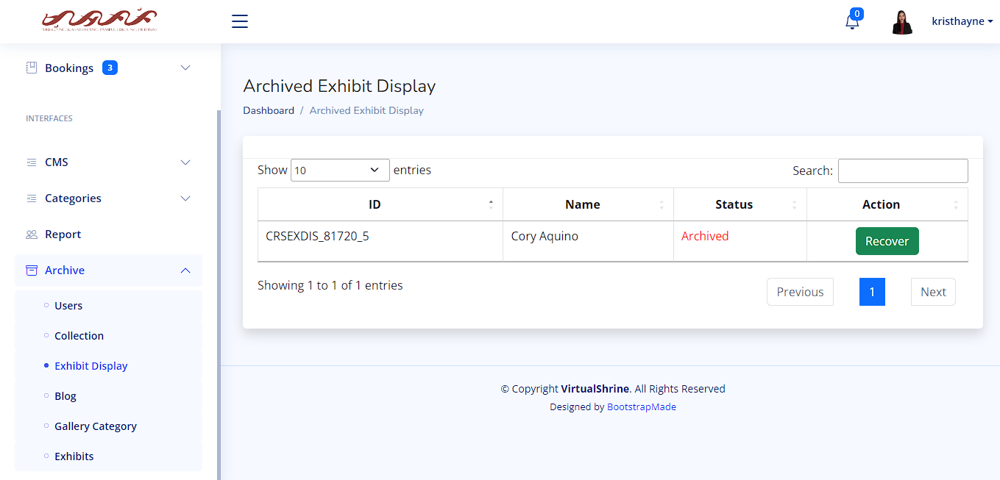 0
kristhayne
Bookings 3
INTERFACES
CMS
Categories
Report
Archive
Users
Collection
Exhibit Display
Blog
Gallery Category
Exhibits
Archived Exhibit Display
Dashboard / Archived Exhibit Display
Show 10 entries
Search:
ID Name Status Action
CRSEXDIS_81720_5 Cory Aquino Archived Recover
Showing 1 to 1 of 1 entries
Previous 1 Next
© Copyright VirtualShrine. All Rights Reserved
Designed by BootstrapMade